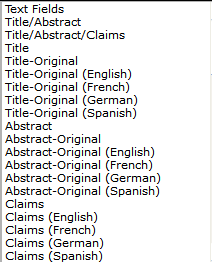 Text Fields
Title/Abstract
Title/Abstract/Claims
Title
Title-Original
Title-Original (English)
Title-Original (French)
Title-Original (German)
Title-Original (Spanish)
Abstract
Abstract-Original
Abstract-Original (English)
Abstract-Original (French)
Abstract-Original (German)
Abstract-Original (Spanish)
Claims
Claims (English)
Claims (French)
Claims (German)
Claims (Spanish)